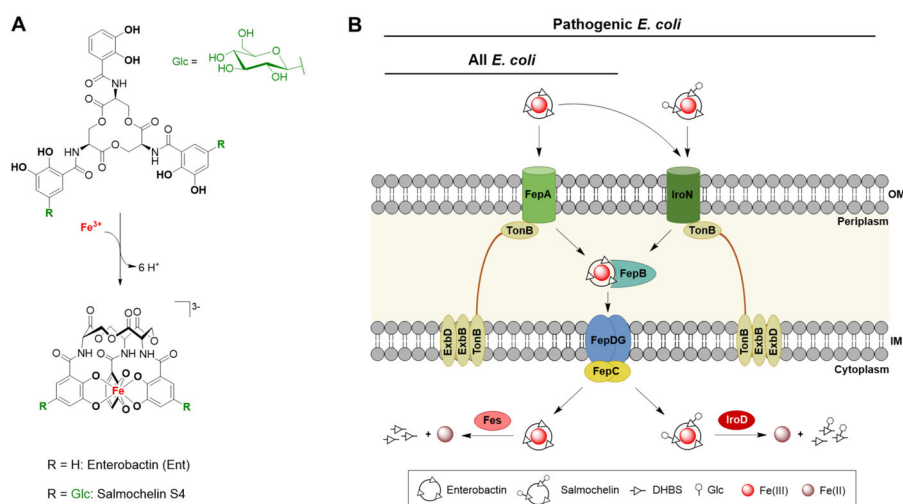 A
OH
OH
O
NH
O
O
O
O
O
O
O
N
H
O
OH
HO
R
O
N
H
O
R
OH
OH
Glc =
OH
HO
HO
O
OH
Fe3+
6 H+
3-
O
O
O
O
O
O
NH
NH
HN
O
O
O
O
O
Fe
O
O
O
R
R
R = H: Enterobactin (Ent)
R = Glc: Salmochelin S4
B
Pathogenic E. coli
All E. coli
FepA
IroN
OM
Periplasm
TonB
TonB
FepB
ExbD
ExbB
TonB
FepDG
TonB
ExbB
ExbD
IM
FepC
Cytoplasm
Fes
IroD
+
+
Enterobactin
Salmochelin
DHBS
Glc
Fe(III)
Fe(II)